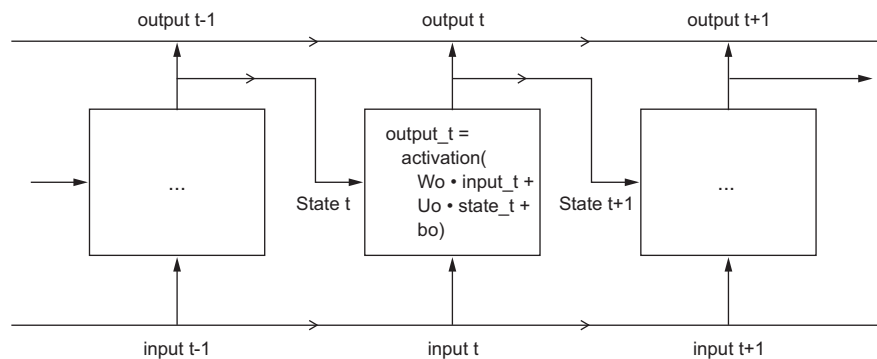 output t-1
output t
output t+1
...
output_t =
activation(
Wo • input_t +
Uo • state_t +
bo)
...
State t
State t+1
input t-1
input t
input t+1